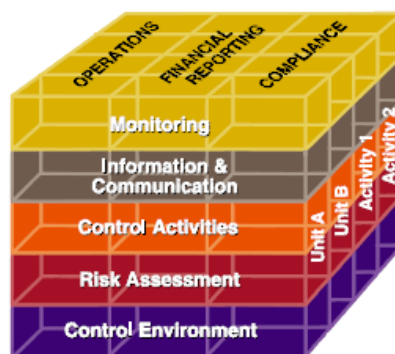 OPERATIONS
FINANCIAL
REPORTING
COMPLIANCE
Monitoring
Information &
Communication
Control Activities
Risk Assessment
Control Environment
Unit A
Unit B
Activity 1
Activity 2